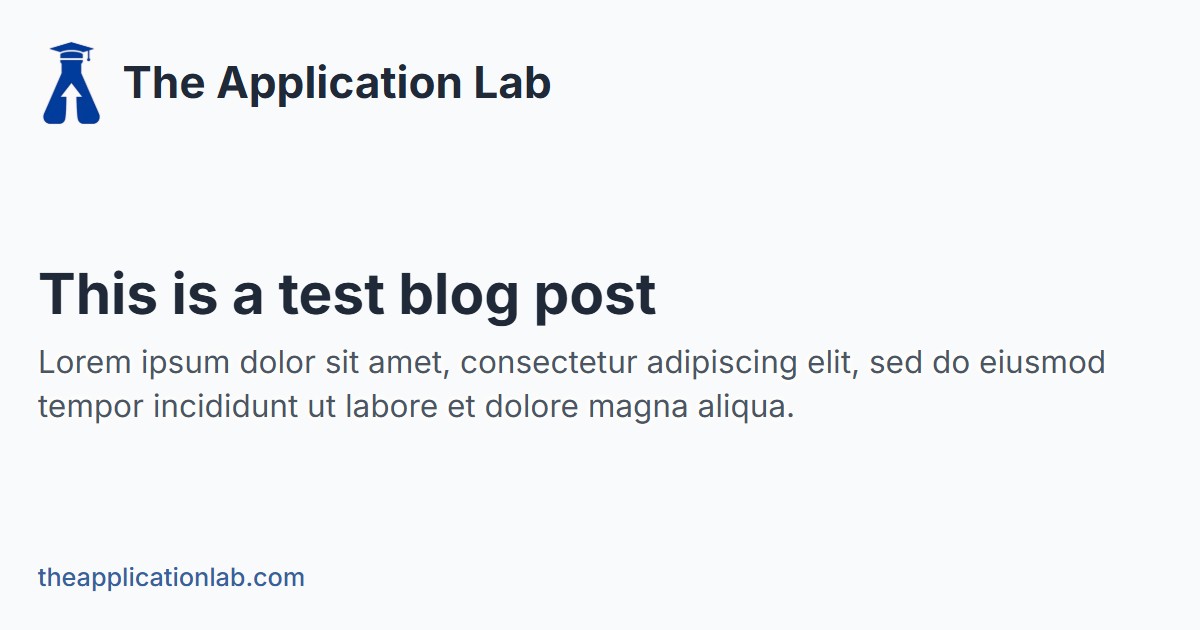 The Application Lab
This is a test blog post
Lorem ipsum dolor sit amet, consectetur adipiscing elit, sed do eiusmod
tempor incididunt ut labore et dolore magna aliqua.
theapplicationlab.com